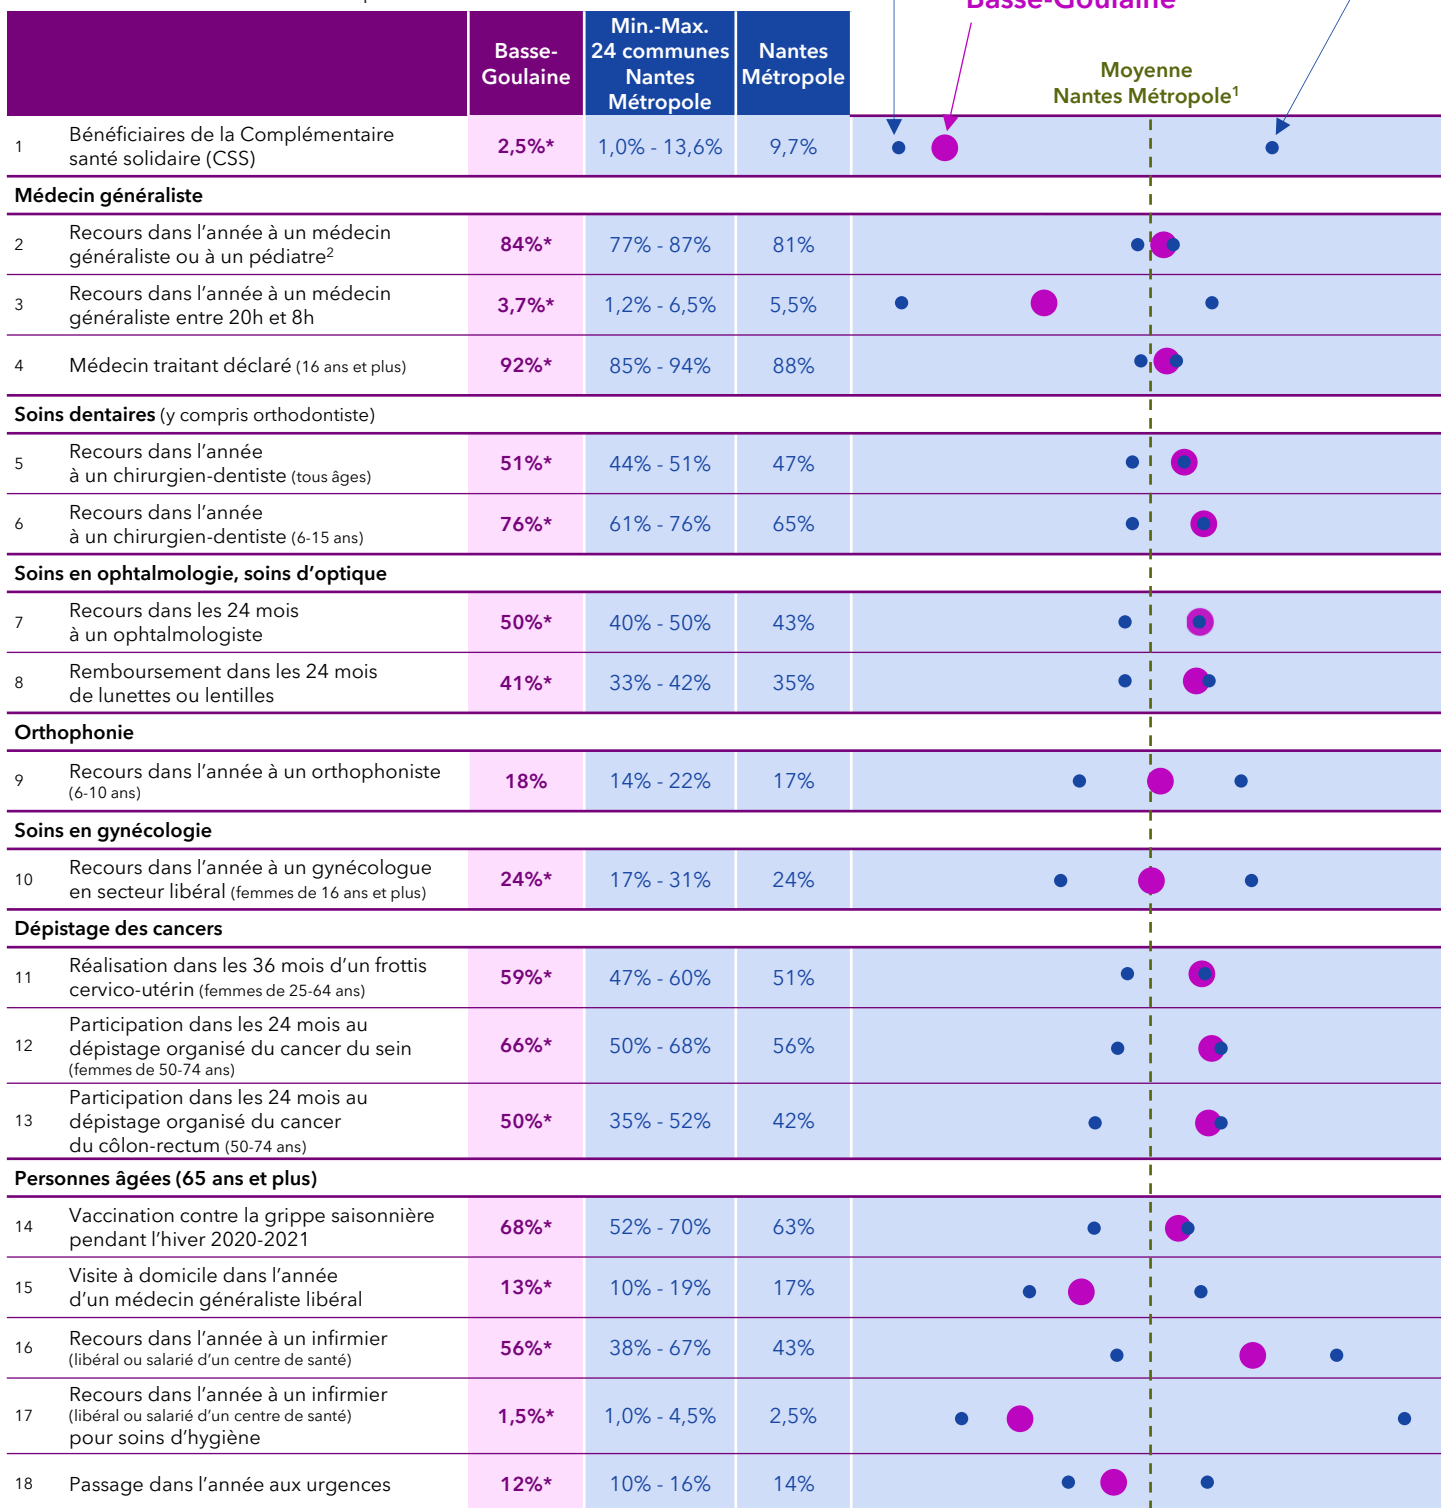 Basse-Goulaine
Basse-
Goulaine
Min.-Max.
24 communes
Nantes
Métropole
Nantes
Métropole
Moyenne
Nantes Métropole¹
1 Bénéficiaires de la Complémentaire
santé solidaire (CSS) 2,5%* 1,0% - 13,6% 9,7%
Médecin généraliste
2 Recours dans l'année à un médecin
généraliste ou à un pédiatre² 84%* 77% - 87% 81%
3 Recours dans l'année à un médecin
généraliste entre 20h et 8h 3,7%* 1,2% - 6,5% 5,5%
4 Médecin traitant déclaré (16 ans et plus) 92%* 85% - 94% 88%
Soins dentaires (y compris orthodontiste)
5 Recours dans l'année
à un chirurgien-dentiste (tous âges) 51%* 44% - 51% 47%
6 Recours dans l'année
à un chirurgien-dentiste (6-15 ans) 76%* 61% - 76% 65%
Soins en ophtalmologie, soins d'optique
7 Recours dans les 24 mois
à un ophtalmologiste 50%* 40% - 50% 43%
8 Remboursement dans les 24 mois
de lunettes ou lentilles 41%* 33% - 42% 35%
Orthophonie
9 Recours dans l'année à un orthophoniste
(6-10 ans) 18% 14% - 22% 17%
Soins en gynécologie
10 Recours dans l'année à un gynécologue
en secteur libéral (femmes de 16 ans et plus) 24%* 17% - 31% 24%
Dépistage des cancers
11 Réalisation dans les 36 mois d'un frottis
cervico-utérin (femmes de 25-64 ans) 59%* 47% - 60% 51%
12 Participation dans les 24 mois au
dépistage organisé du cancer du sein
(femmes de 50-74 ans) 66%* 50% - 68% 56%
13 Participation dans les 24 mois au
dépistage organisé du cancer
du côlon-rectum (50-74 ans) 50%* 35% - 52% 42%
Personnes âgées (65 ans et plus)
14 Vaccination contre la grippe saisonnière
pendant l'hiver 2020-2021 68%* 52% - 70% 63%
15 Visite à domicile dans l'année
d'un médecin généraliste libéral 13%* 10% - 19% 17%
16 Recours dans l'année à un infirmier
(libéral ou salarié d'un centre de santé) 56%* 38% - 67% 43%
17 Recours dans l'année à un infirmier
(libéral ou salarié d'un centre de santé)
pour soins d'hygiène 1,5%* 1,0% - 4,5% 2,5%
18 Passage dans l'année aux urgences 12%* 10% - 16% 14%